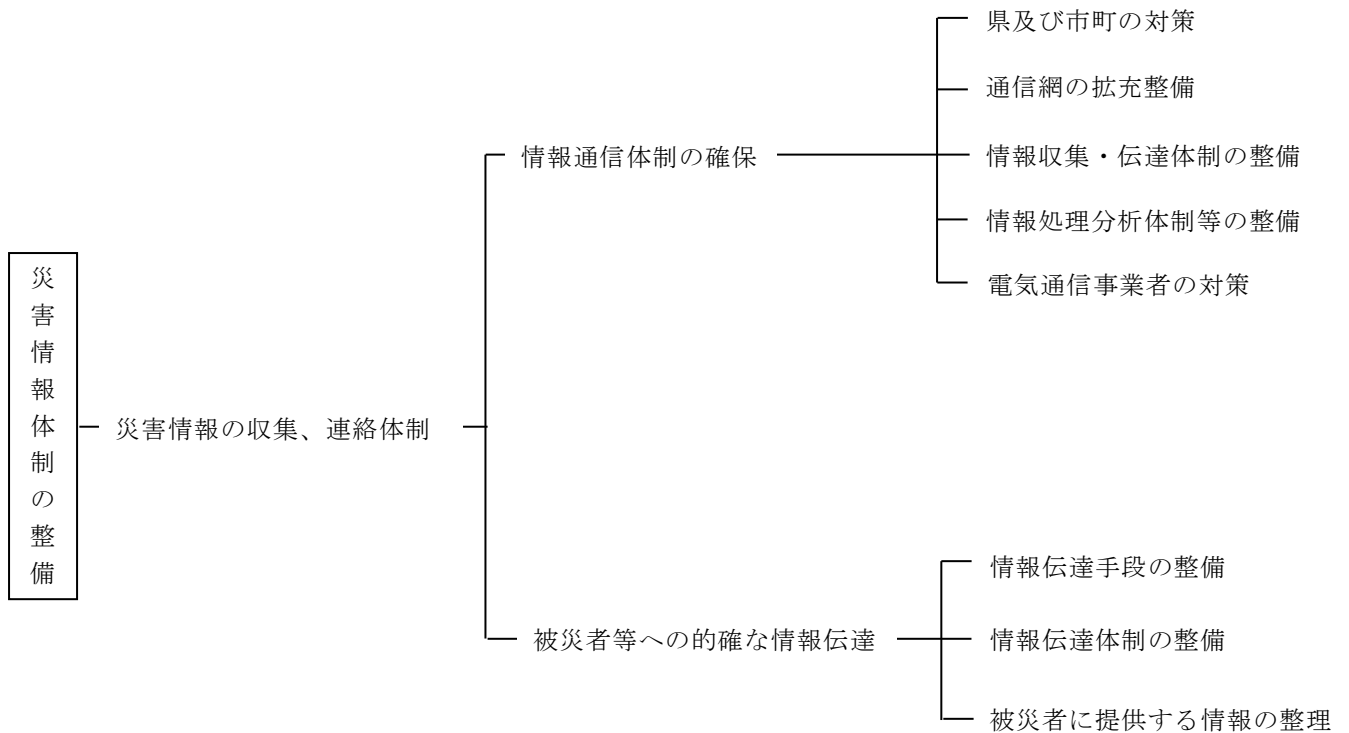 災害情報体制の整備
災害情報の収集、連絡体制
情報通信体制の確保
県及び市町の対策
通信網の拡充整備
情報収集・伝達体制の整備
情報処理分析体制等の整備
電気通信事業者の対策
被災者等への的確な情報伝達
情報伝達手段の整備
情報伝達体制の整備
被災者に提供する情報の整理